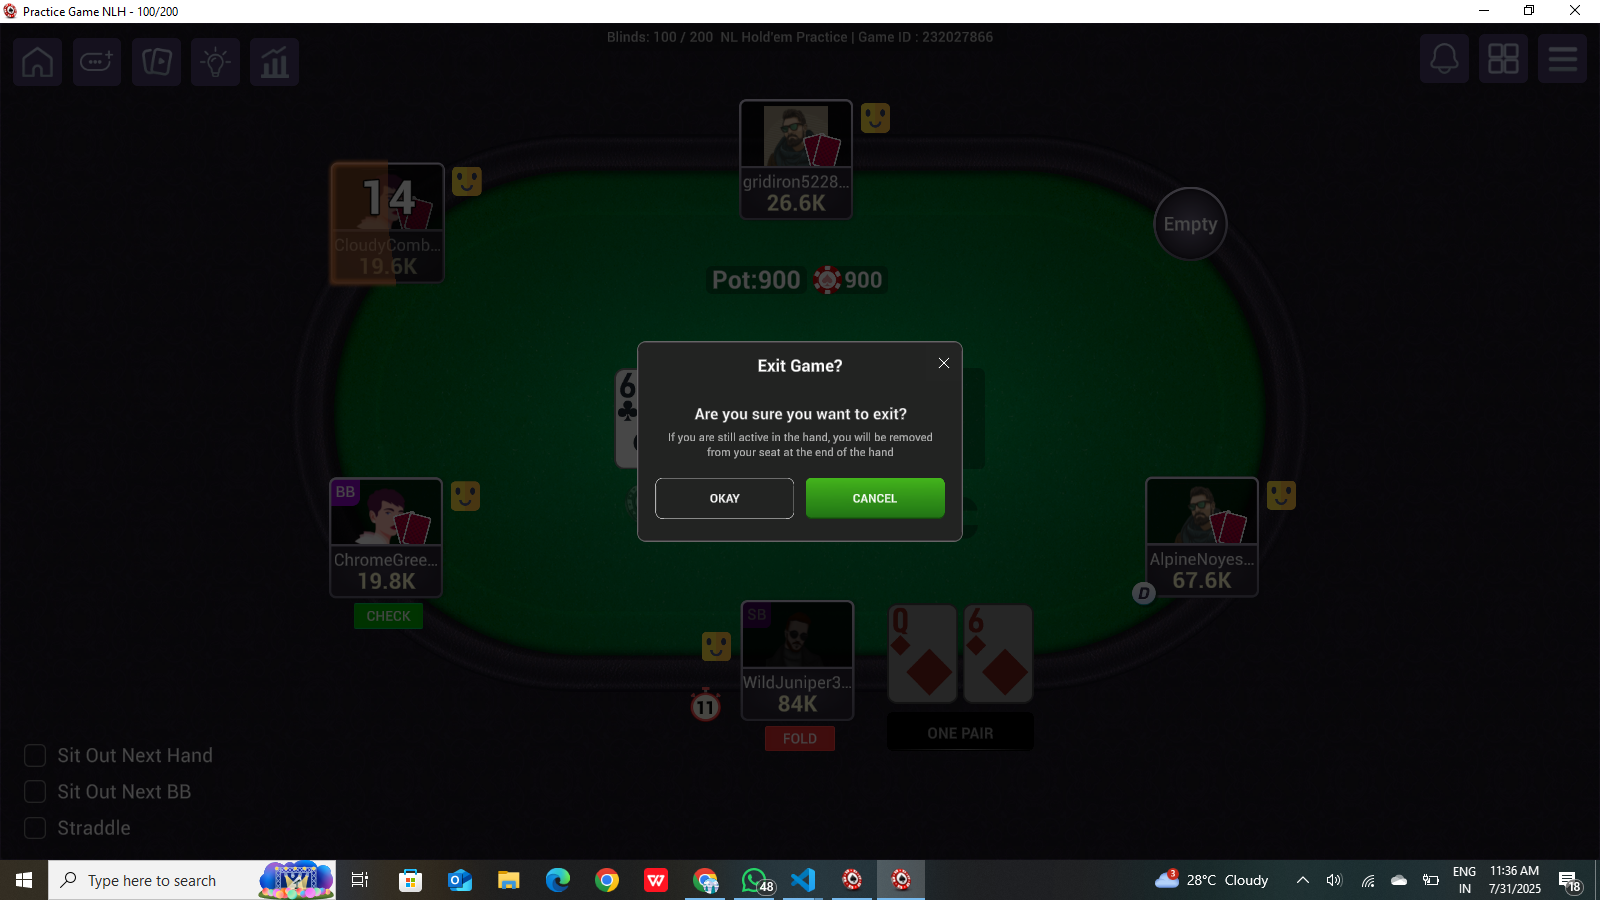 Practice Game NLH - 100/200
Blinds: 100 / 200 NL Hold'em Practice | Game ID : 232027866
gridiron5228...
26.6K
14
CloudyComb...
19.6K
Empty
Pot:900 900
Exit Game?
6
Are you sure you want to exit?
If you are still active in the hand, you will be removed
from your seat at the end of the hand
OKAY
CANCEL
BB
ChromeGree...
19.8K
CHECK
AlpineNoyes...
67.6K
D
SB
WildJuniper3...
84K
11
FOLD
Q
6
ONE PAIR
Sit Out Next Hand
Sit Out Next BB
Straddle
Type here to search
W
48
3
28°C Cloudy
ENG
IN
11:36 AM
7/31/2025
18